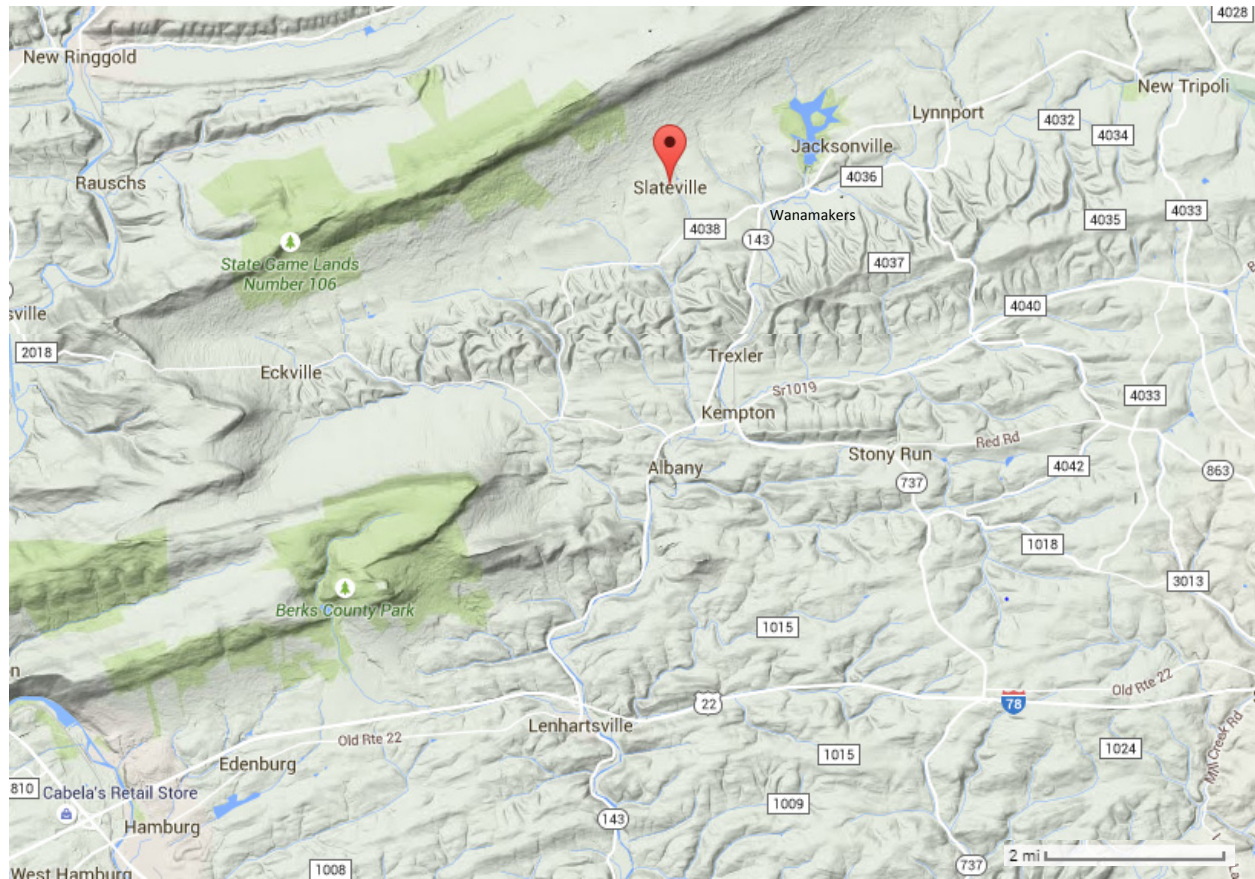 4028
New Ringgold
New Tripoli
Lynnport
4032
4034
Jacksonville
Rauschs
4036
Slateville
Wanamakers
4033
4035
4038
143
State Game Lands
Number 106
4037
4040
sville
2018
Trexler
Eckville
Sr1019
4033
Kempton
Red Rd
Stony Run
Albany
4042
863
737
1018
3013
Berks County Park
1015
n
Old Rte 22
22
78
Lenhartsville
Old Rte 22
1015
1024
Mill Creek Rd
Edenburg
810
Cabela's Retail Store
1009
143
Hamburg
2 mi
737
1008
West Hamburg
La